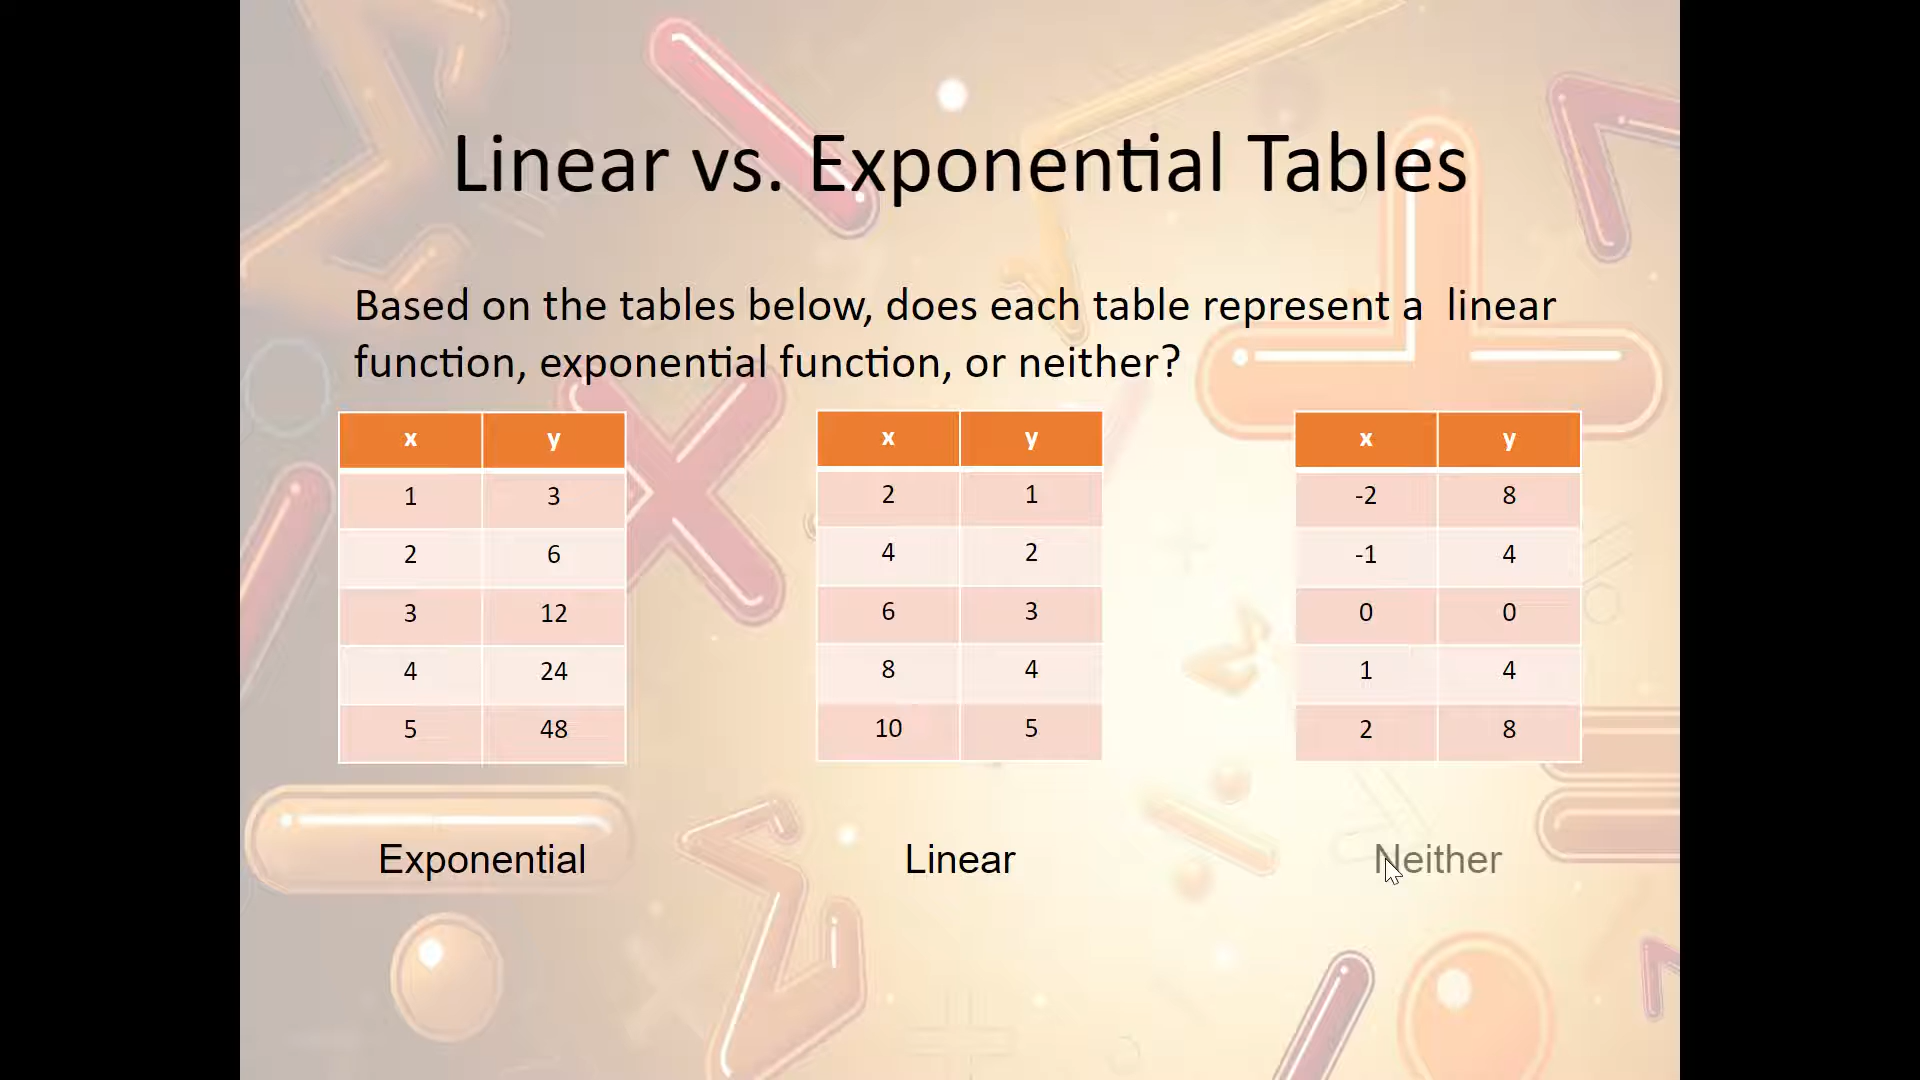 Linear vs. Exponential Tables
Based on the tables below, does each table represent a linear
function, exponential function, or neither?
x y
1 3
2 6
3 12
4 24
5 48
x y
2 1
4 2
6 3
8 4
10 5
x y
-2 8
-1 4
0 0
1 4
2 8
Exponential
Linear
Neither